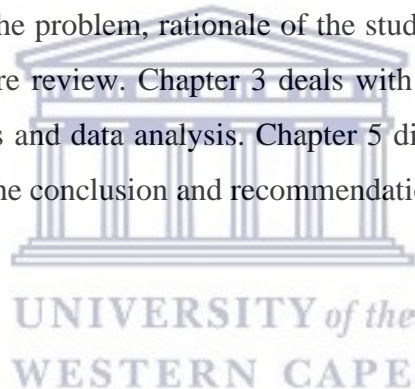 he problem, rationale of the stud
re review. Chapter 3 deals with
s and data analysis. Chapter 5 di
ne conclusion and recommendatio
UNIVERSITY of the
WESTERN CAPE